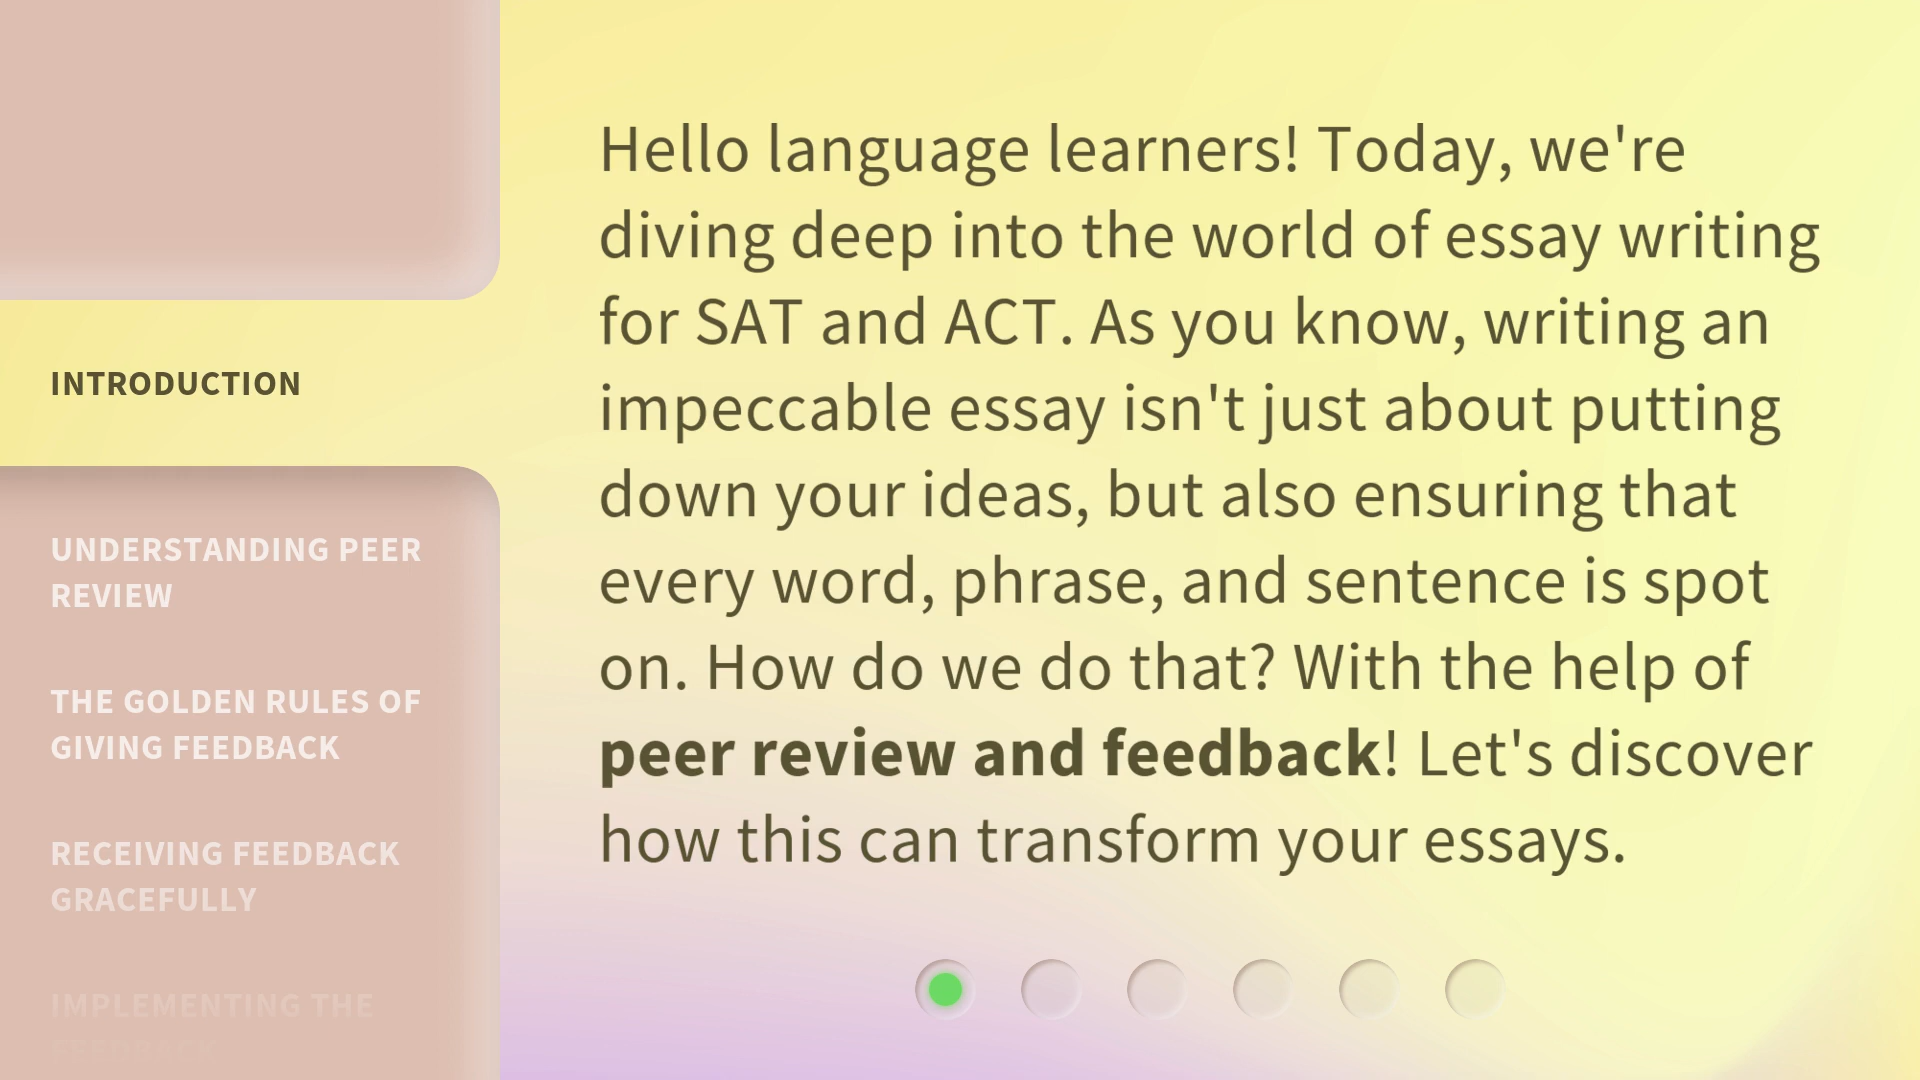 INTRODUCTION
UNDERSTANDING PEER
REVIEW
THE GOLDEN RULES OF
GIVING FEEDBACK
RECEIVING FEEDBACK
GRACEFULLY
IMPLEMENTING THE
FEEDBACK
Hello language learners! Today, we're
diving deep into the world of essay writing
for SAT and ACT. As you know, writing an
impeccable essay isn't just about putting
down your ideas, but also ensuring that
every word, phrase, and sentence is spot
on. How do we do that? With the help of
peer review and feedback! Let's discover
how this can transform your essays.